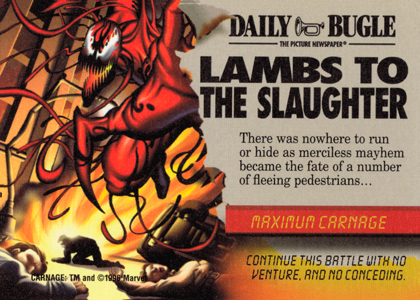 DAILY BUGLE
THE PICTURE NEWSPAPER®
LAMBS TO
THE SLAUGHTER
There was nowhere to run
or hide as merciless mayhem
became the fate of a number
of fleeing pedestrians...
MAXIMUM CARNAGE
CONTINUE THIS BATTLE WITH NO
VENTURE, AND NO CONCEDING.
CARNAGE: TM and ©1996 Marvel